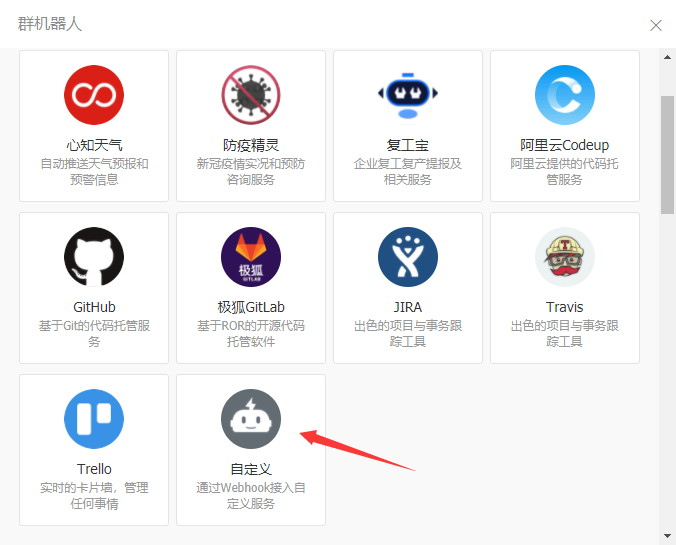 群机器人
心知天气
自动推送天气预报和
预警信息
防疫精灵
新冠疫情实况和预防
咨询服务
复工宝
企业复工复产提报及
相关服务
阿里云Codeup
阿里云提供的代码托
管服务
GitHub
基于Git的代码托管服
务
极狐
GITLAB
极狐GitLab
基于ROR的开源代码
托管软件
JIRA
出色的项目与事务跟
踪工具
T
Travis
出色的项目与事务跟
踪工具
Trello
实时的卡片墙，管理
任何事情
自定义
通过Webhook接入自
定义服务